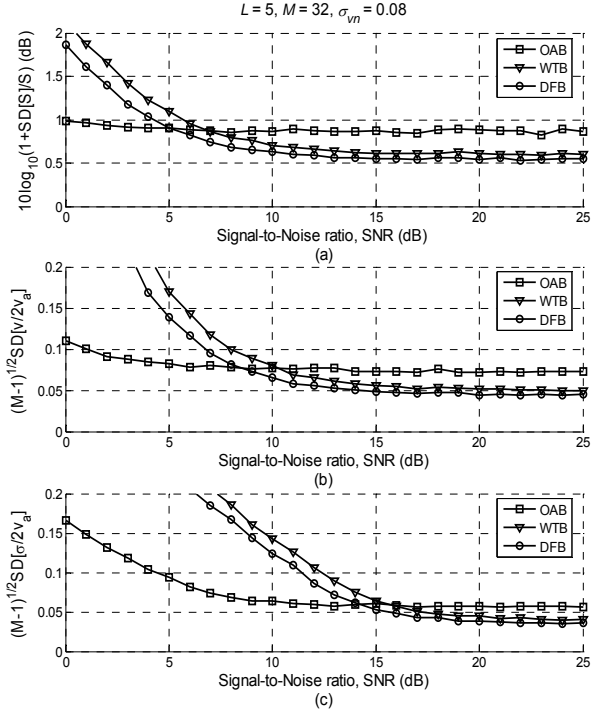 L = 5, M = 32, σvn = 0.08
10log10(1+SD[S]/S) (dB)
2
1.5
1
0.5
0
OAB
WTB
DFB
0 5 10 15 20 25
Signal-to-Noise ratio, SNR (dB)
(a)
(M-1)1/2SD[v/2va]
0.2
0.15
0.1
0.05
0
OAB
WTB
DFB
0 5 10 15 20 25
Signal-to-Noise ratio, SNR (dB)
(b)
(M-1)1/2SD[σ/2va]
0.2
0.15
0.1
0.05
0
OAB
WTB
DFB
0 5 10 15 20 25
Signal-to-Noise ratio, SNR (dB)
(c)